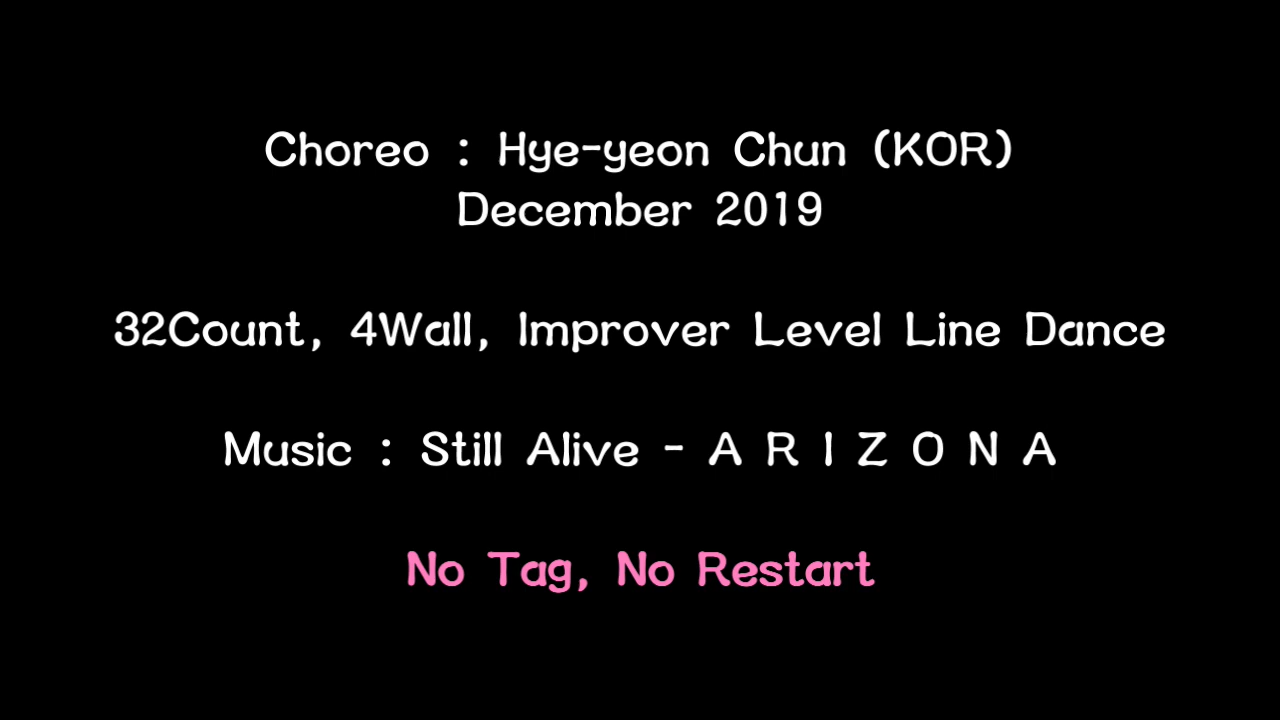 Choreo : Hye-yeon Chun (KOR)
December 2019
32Count, 4Wall, Improver Level Line Dance
Music : Still Alive - A R I Z O N A
No Tag, No Restart